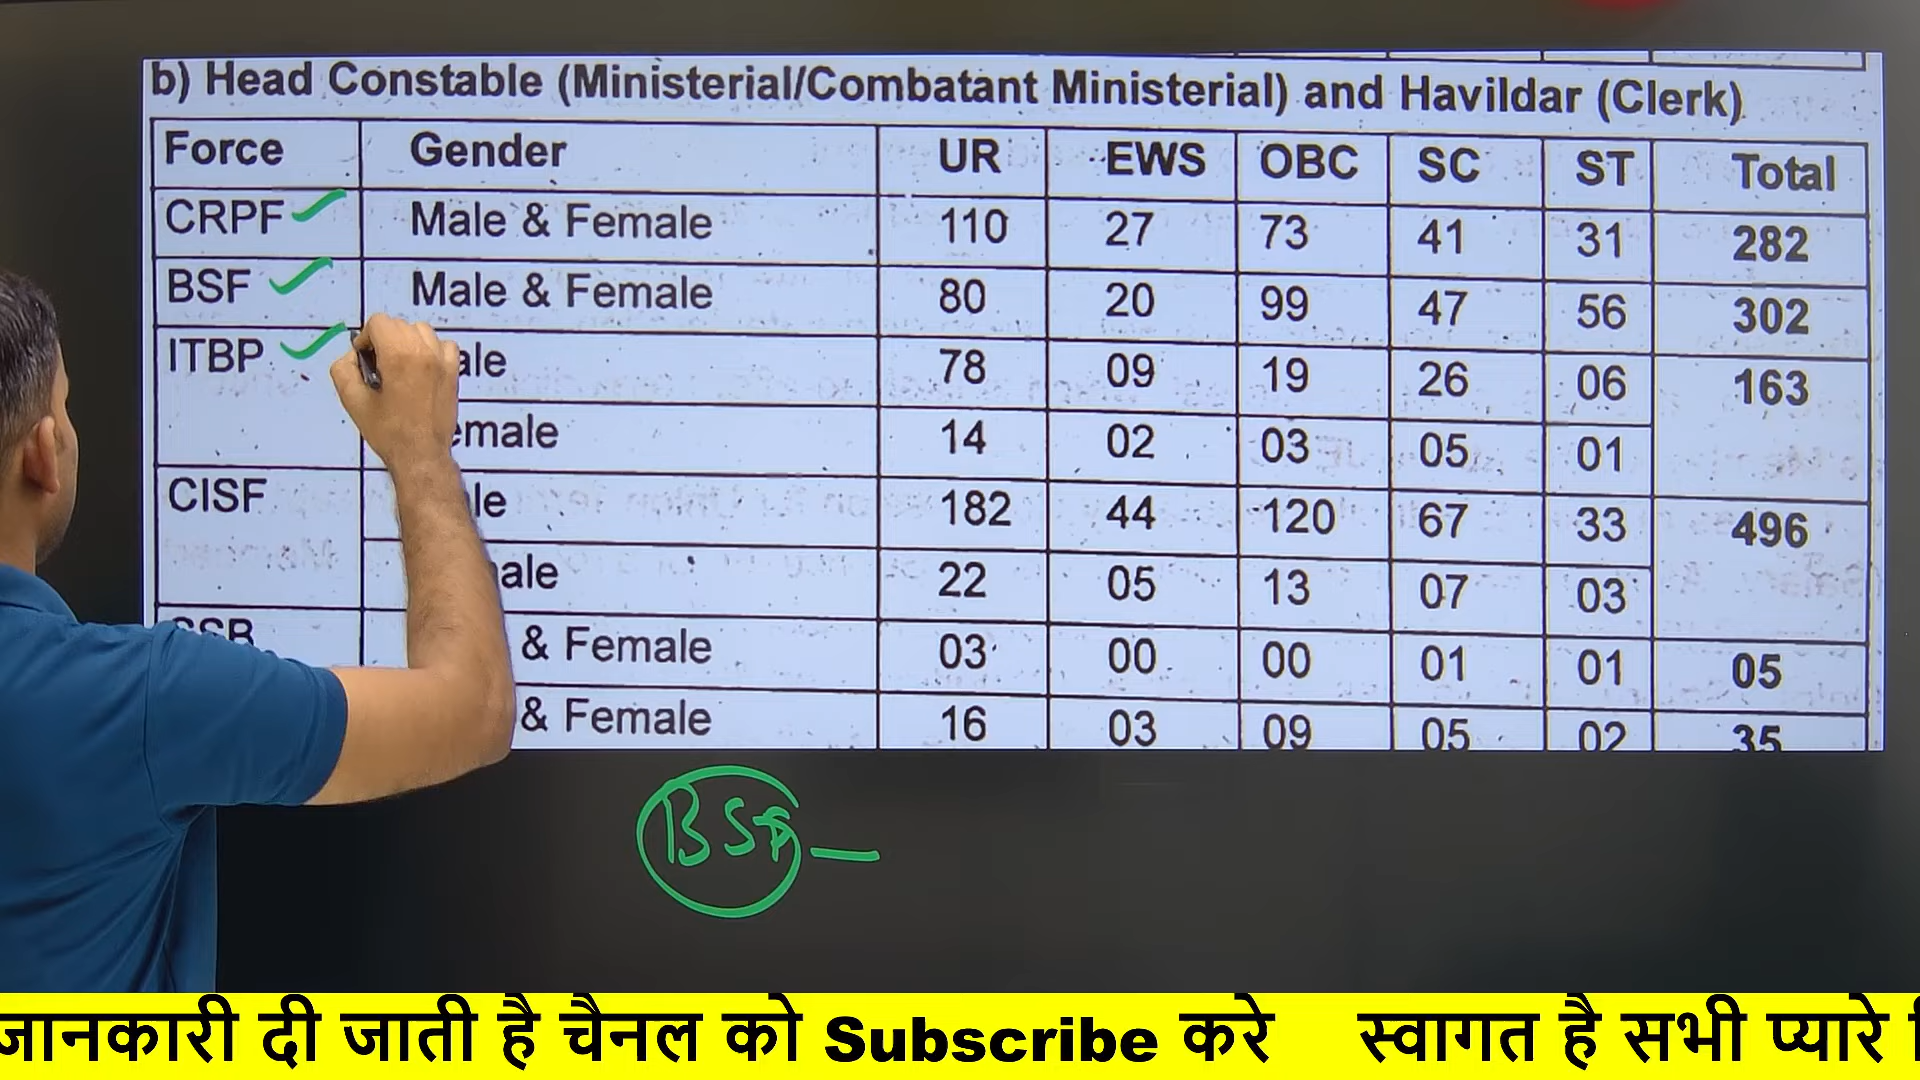 b) Head Constable (Ministerial/Combatant Ministerial) and Havildar (Clerk)
Force Gender UR EWS OBC SC ST Total
CRPF Male & Female 110 27 73 41 31 282
BSF Male & Female 80 20 99 47 56 302
ITBP ale 78 09 19 26 06 163
emale 14 02 03 05 01
CISF le 182 44 120 67 33 496
ale 22 05 13 07 03
SSB & Female 03 00 00 01 01 05
& Female 16 03 09 05 02 35
BSF —
जानकारी दी जाती है चैनल को Subscribe करे स्वागत है सभी प्यारे